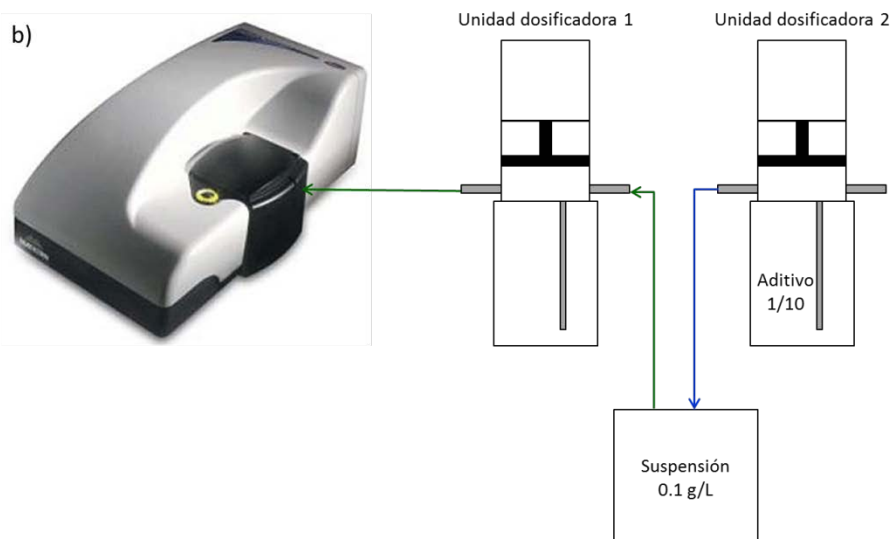 b)
Unidad dosificadora 1
Unidad dosificadora 2
Aditivo
1/10
Suspensión
0.1 g/L